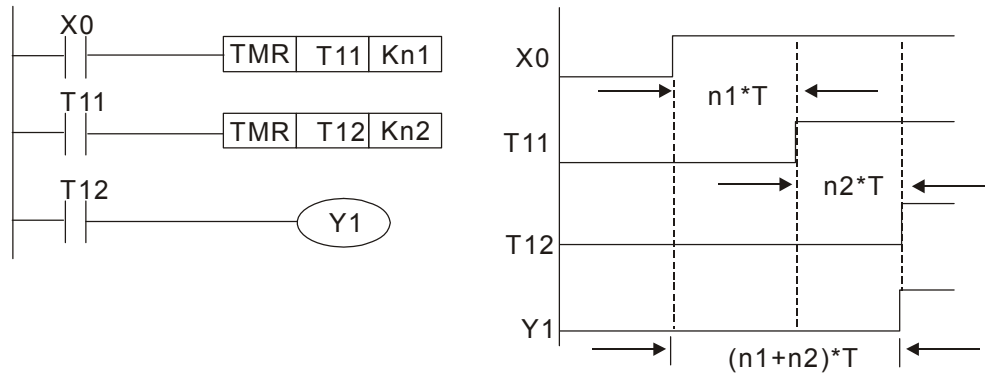 X0
TMR T11 Kn1
T11
TMR T12 Kn2
T12
Y1
X0
n1*T
T11
n2*T
T12
Y1
(n1+n2)*T